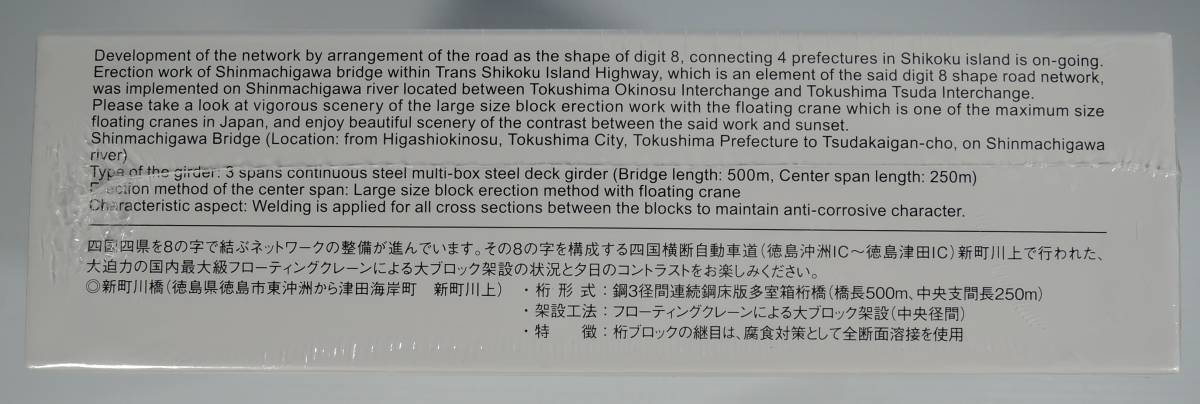 Development of the network by arrangement of the road as the shape of digit 8, connecting 4 prefectures in Shikoku island is on-going.
Erection work of Shinmachigawa bridge within Trans Shikoku Island Highway, which is an element of the said digit 8 shape road network,
was implemented on Shinmachigawa river located between Tokushima Okinosu Interchange and Tokushima Tsuda Interchange.
Please take a look at vigorous scenery of the large size block erection work with the floating crane which is one of the maximum size
floating cranes in Japan, and enjoy beautiful scenery of the contrast between the said work and sunset.
Shinmachigawa Bridge (Location: from Higashiokinosu, Tokushima City, Tokushima Prefecture to Tsudakaigan-cho, on Shinmachigawa
river)
Type of the girder: 3 spans continuous steel multi-box steel deck girder (Bridge length: 500m, Center span length: 250m)
Erection method of the center span: Large size block erection method with floating crane
Characteristic aspect: Welding is applied for all cross sections between the blocks to maintain anti-corrosive character.
四国四県を8の字で結ぶネットワークの整備が進んでいます。その8の字を構成する四国横断自動車道(徳島沖洲IC～徳島津田IC)新町川上で行われた、
大迫力の国内最大級フローティングクレーンによる大ブロック架設の状況と夕日のコントラストをお楽しみください。
◎新町川橋(徳島県徳島市東沖洲から津田海岸町 新町川上) ・桁形式:鋼3径間連続鋼床版多室箱桁橋(橋長500m、中央支間長250m)
・架設工法:フローティングクレーンによる大ブロック架設(中央径間)
・特 徴:桁ブロックの継目は、腐食対策として全断面溶接を使用